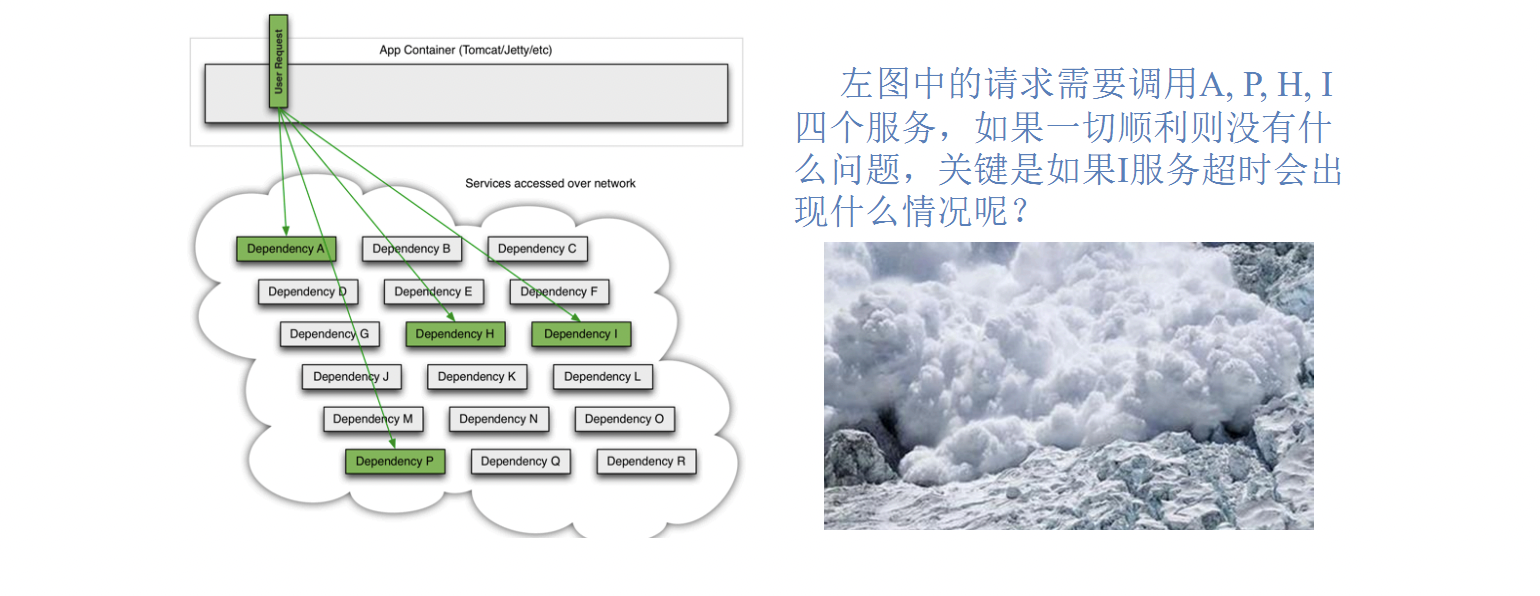 User Request
App Container (Tomcat/Jetty/etc)
Services accessed over network
Dependency A
Dependency B
Dependency C
Dependency D
Dependency E
Dependency F
Dependency G
Dependency H
Dependency I
Dependency J
Dependency K
Dependency L
Dependency M
Dependency N
Dependency O
Dependency P
Dependency Q
Dependency R
左图中的请求需要调用A, P, H, I
四个服务，如果一切顺利则没有什
么问题，关键是如果I服务超时会出
现什么情况呢？